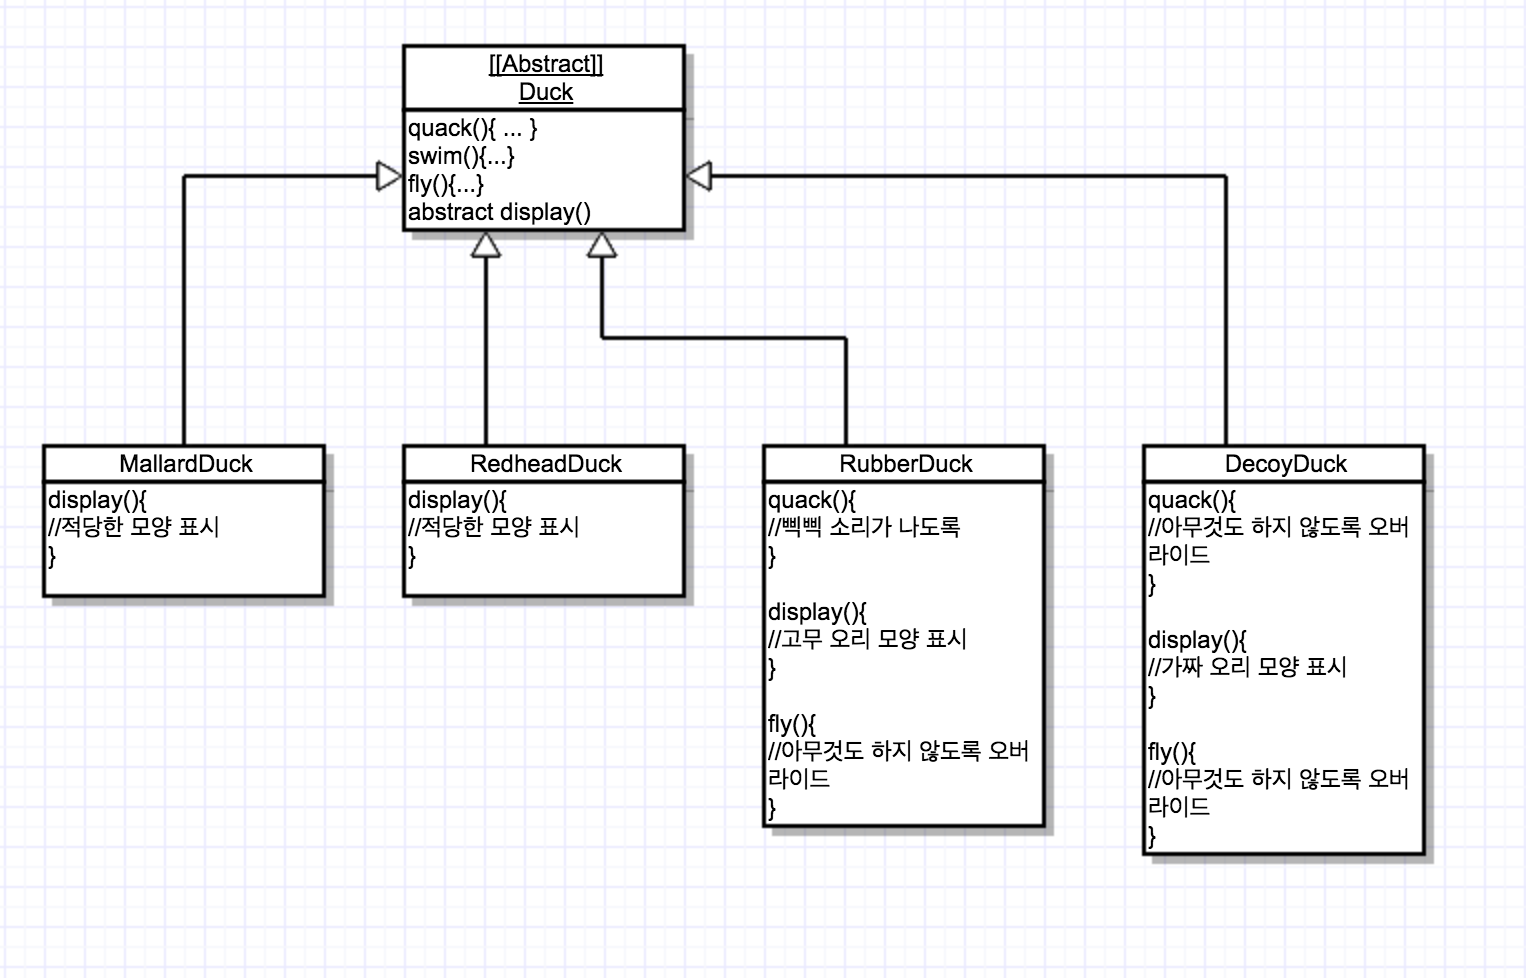 [[Abstract]]
Duck
quack(){ ... }
swim(){...}
fly(){...}
abstract display()
MallardDuck
display(){
//적당한 모양 표시
}
RedheadDuck
display(){
//적당한 모양 표시
}
RubberDuck
quack(){
//삑삑 소리가 나도록
}
display(){
//고무 오리 모양 표시
}
fly(){
//아무것도 하지 않도록 오버
라이드
}
DecoyDuck
quack(){
//아무것도 하지 않도록 오버
라이드
}
display(){
//가짜 오리 모양 표시
}
fly(){
//아무것도 하지 않도록 오버
라이드
}